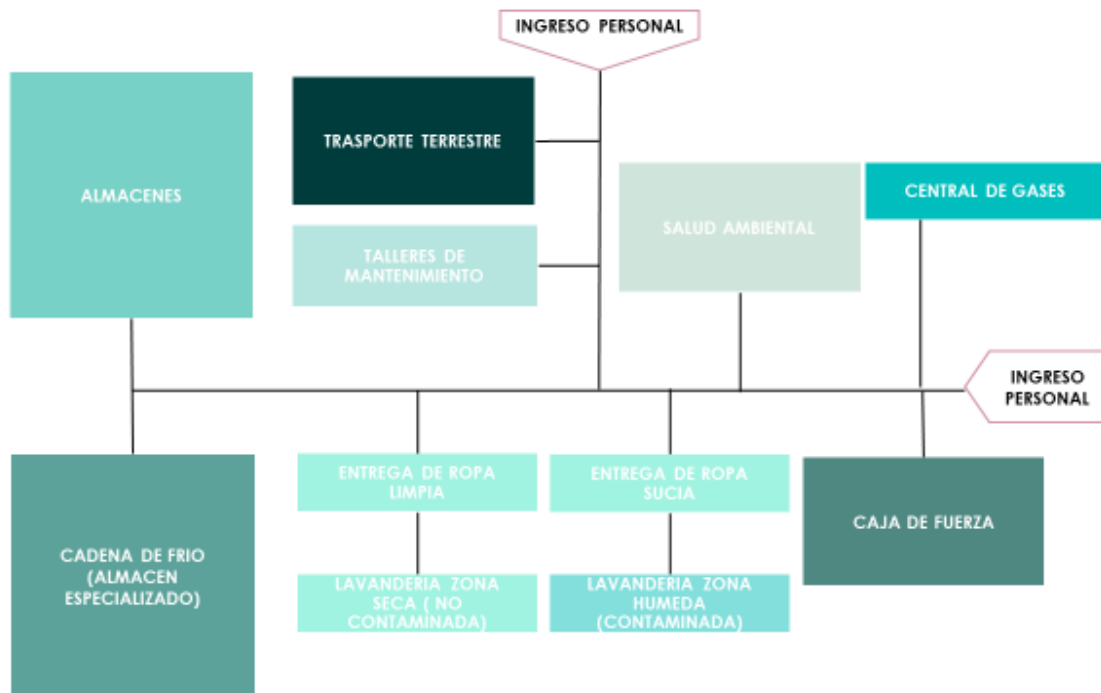 INGRESO PERSONAL
ALMACENES
TRASPORTE TERRESTRE
TALLERES DE
MANTENIMIENTO
SALUD AMBIENTAL
CENTRAL DE GASES
INGRESO
PERSONAL
CADENA DE FRIO
(ALMACEN
ESPECIALIZADO)
ENTREGA DE ROPA
LIMPIA
ENTREGA DE ROPA
SUCIA
CAJA DE FUERZA
LAVANDERIA ZONA
SECA ( NO
CONTAMINADA)
LAVANDERIA ZONA
HUMEDA
(CONTAMINADA)